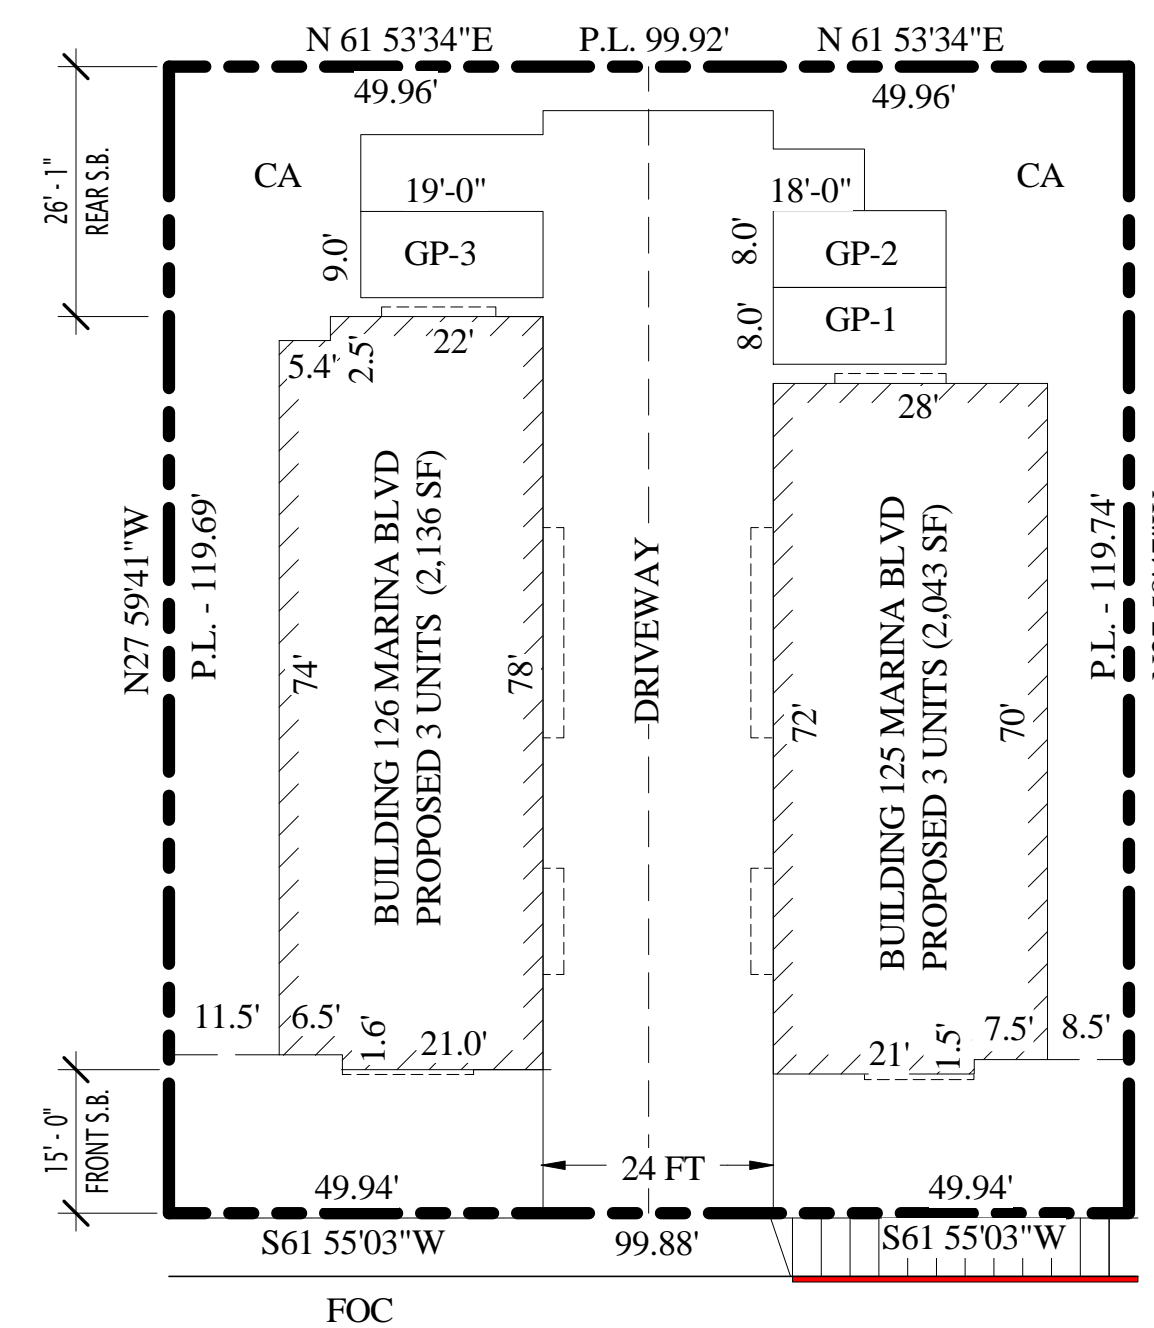 N 61 53'34"E
P.L. 99.92'
N 61 53'34"E
49.96'
49.96'
CA
CA
26' - 1"
REAR S.B.
19'-0"
18'-0"
9.0'
GP-3
8.0'
GP-2
8.0'
GP-1
5.4'
2.5'
22'
28'
N27 59'41"W
P.L. - 119.69'
74'
BUILDING 126 MARINA BLVD
PROPOSED 3 UNITS (2,136 SF)
78'
DRIVEWAY
72'
BUILDING 125 MARINA BLVD
PROPOSED 3 UNITS (2,043 SF)
70'
P.L. - 119.74'
11.5'
6.5'
1.6'
21.0'
21'
1.5'
7.5'
8.5'
15' - 0"
FRONT S.B.
24 FT
49.94'
49.94'
S61 55'03"W
99.88'
S61 55'03"W
FOC